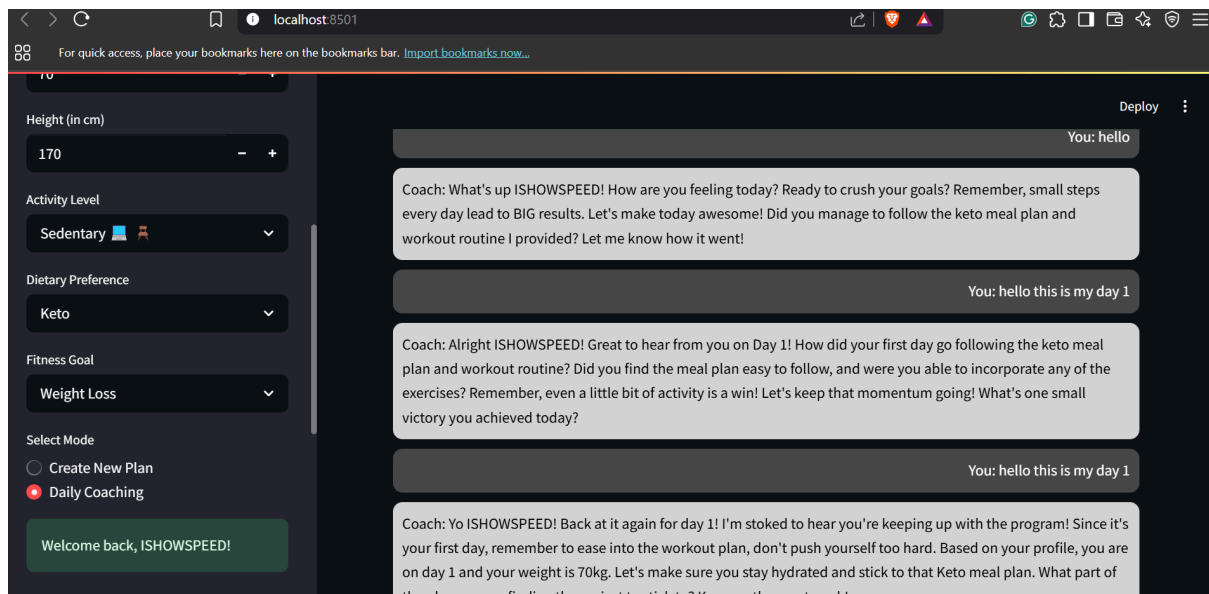 localhost:8501
For quick access, place your bookmarks here on the bookmarks bar. Import bookmarks now...
70
Height (in cm)
170
Activity Level
Sedentary 💻 🪑
Dietary Preference
Keto
Fitness Goal
Weight Loss
Select Mode
Create New Plan
Daily Coaching
Welcome back, ISHOWSPEED!
Deploy
You: hello
Coach: What's up ISHOWSPEED! How are you feeling today? Ready to crush your goals? Remember, small steps
every day lead to BIG results. Let's make today awesome! Did you manage to follow the keto meal plan and
workout routine I provided? Let me know how it went!
You: hello this is my day 1
Coach: Alright ISHOWSPEED! Great to hear from you on Day 1! How did your first day go following the keto meal
plan and workout routine? Did you find the meal plan easy to follow, and were you able to incorporate any of the
exercises? Remember, even a little bit of activity is a win! Let's keep that momentum going! What's one small
victory you achieved today?
You: hello this is my day 1
Coach: Yo ISHOWSPEED! Back at it again for day 1! I'm stoked to hear you're keeping up with the program! Since it's
your first day, remember to ease into the workout plan, don't push yourself too hard. Based on your profile, you are
on day 1 and your weight is 70kg. Let's make sure you stay hydrated and stick to that Keto meal plan. What part of